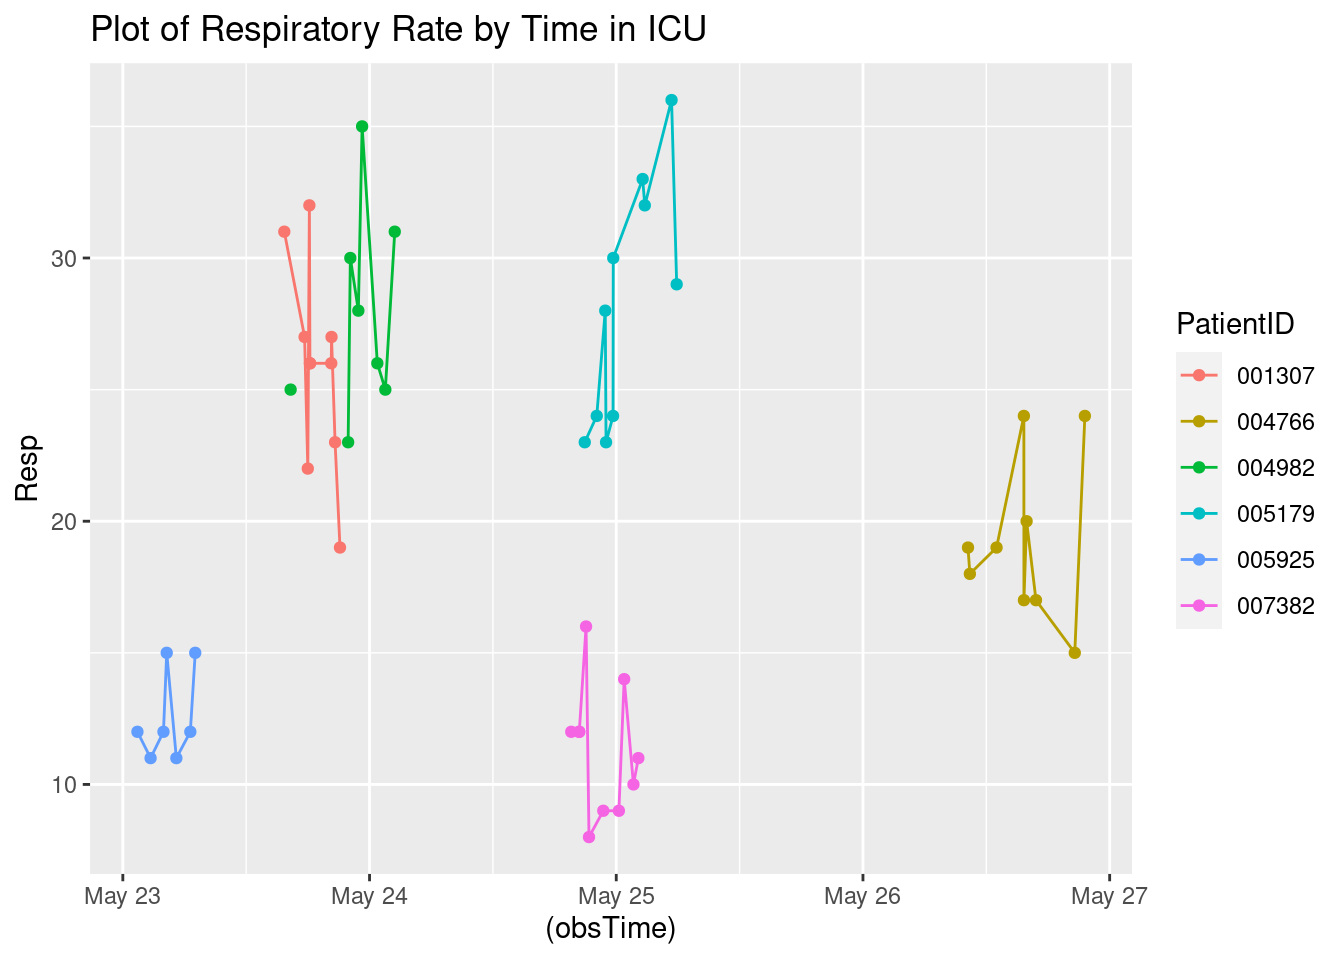 Plot of Respiratory Rate by Time in ICU
Resp
30
20
10
May 23
May 24
May 25
May 26
May 27
(obsTime)
PatientID
001307
004766
004982
005179
005925
007382